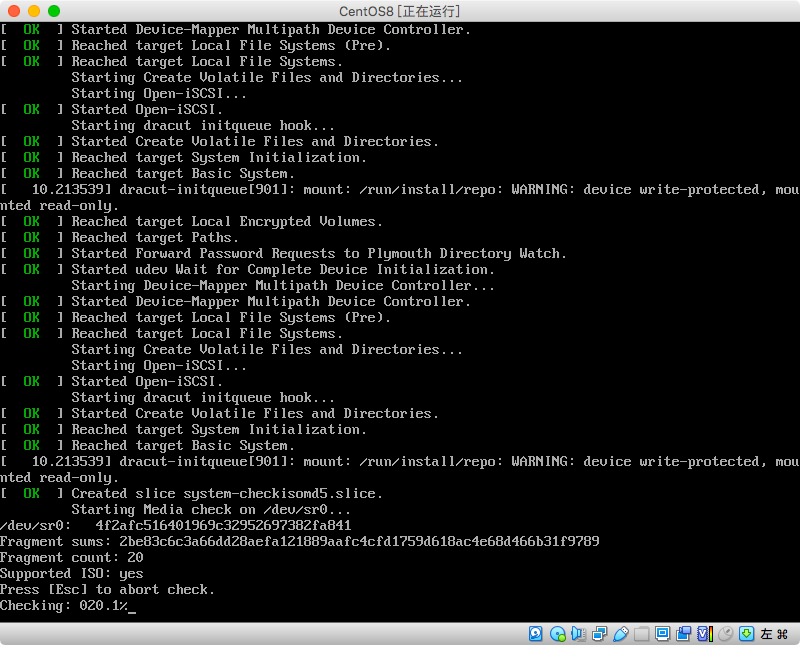 CentOS8 [正在运行]
[  OK  ] Started Device-Mapper Multipath Device Controller.
[  OK  ] Reached target Local File Systems (Pre).
[  OK  ] Reached target Local File Systems.
         Starting Create Volatile Files and Directories...
         Starting Open-iSCSI...
[  OK  ] Started Open-iSCSI.
         Starting dracut initqueue hook...
[  OK  ] Started Create Volatile Files and Directories.
[  OK  ] Reached target System Initialization.
[  OK  ] Reached target Basic System.
[   10.213539] dracut-initqueue[901]: mount: /run/install/repo: WARNING: device write-protected, mou
nted read-only.
[  OK  ] Reached target Local Encrypted Volumes.
[  OK  ] Reached target Paths.
[  OK  ] Started Forward Password Requests to Plymouth Directory Watch.
[  OK  ] Started udev Wait for Complete Device Initialization.
         Starting Device-Mapper Multipath Device Controller...
[  OK  ] Started Device-Mapper Multipath Device Controller.
[  OK  ] Reached target Local File Systems (Pre).
[  OK  ] Reached target Local File Systems.
         Starting Create Volatile Files and Directories...
         Starting Open-iSCSI...
[  OK  ] Started Open-iSCSI.
         Starting dracut initqueue hook...
[  OK  ] Started Create Volatile Files and Directories.
[  OK  ] Reached target System Initialization.
[  OK  ] Reached target Basic System.
[   10.213539] dracut-initqueue[901]: mount: /run/install/repo: WARNING: device write-protected, mou
nted read-only.
[  OK  ] Created slice system-checkisomd5.slice.
         Starting Media check on /dev/sr0...
/dev/sr0:   4f2afc516401969c32952697382fa841
Fragment sums: 2be83c6c3a66dd28aefa121889aafc4cfd1759d618ac4e68d466b31f9789
Fragment count: 20
Supported ISO: yes
Press [Esc] to abort check.
Checking: 020.1%_
左 ⌘